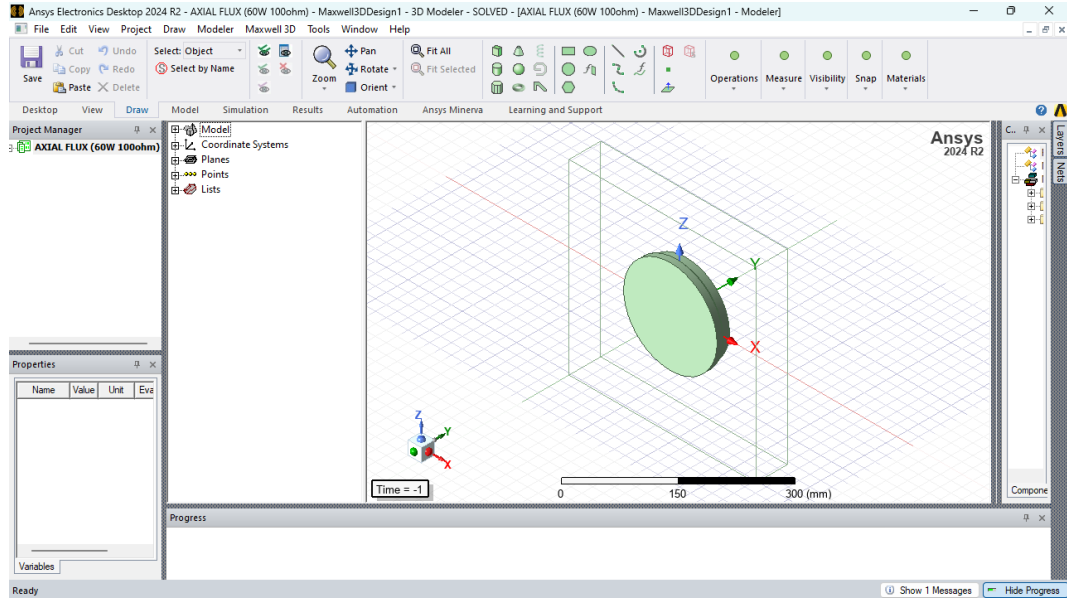 Ansys Electronics Desktop 2024 R2 - AXIAL FLUX (60W 100ohm) - Maxwell3DDesign1 - 3D Modeler - SOLVED - [AXIAL FLUX (60W 100ohm) - Maxwell3DDesign1 - Modeler]
File Edit View Project Draw Modeler Maxwell 3D Tools Window Help
Save
Cut Undo
Copy Redo
Paste Delete
Select: Object
Select by Name
Zoom
Pan
Rotate
Orient
Fit All
Fit Selected
Operations Measure Visibility Snap Materials
Desktop View Draw Model Simulation Results Automation Ansys Minerva Learning and Support
Project Manager
AXIAL FLUX (60W 100ohm)
Model
Coordinate Systems
Planes
Points
Lists
Ansys
2024 R2
Z
Y
X
Z
Y
X
Time = -1
0 150 300 (mm)
C..
Layers
Nets
Compone
Properties
Name Value Unit Eva
Variables
Progress
Ready
Show 1 Messages
Hide Progress